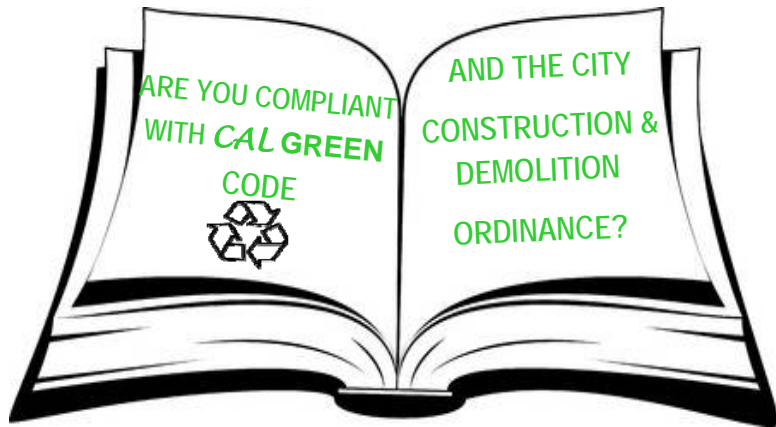 ARE YOU COMPLIANT
WITH CAL GREEN
CODE
AND THE CITY
CONSTRUCTION &
DEMOLITION
ORDINANCE?